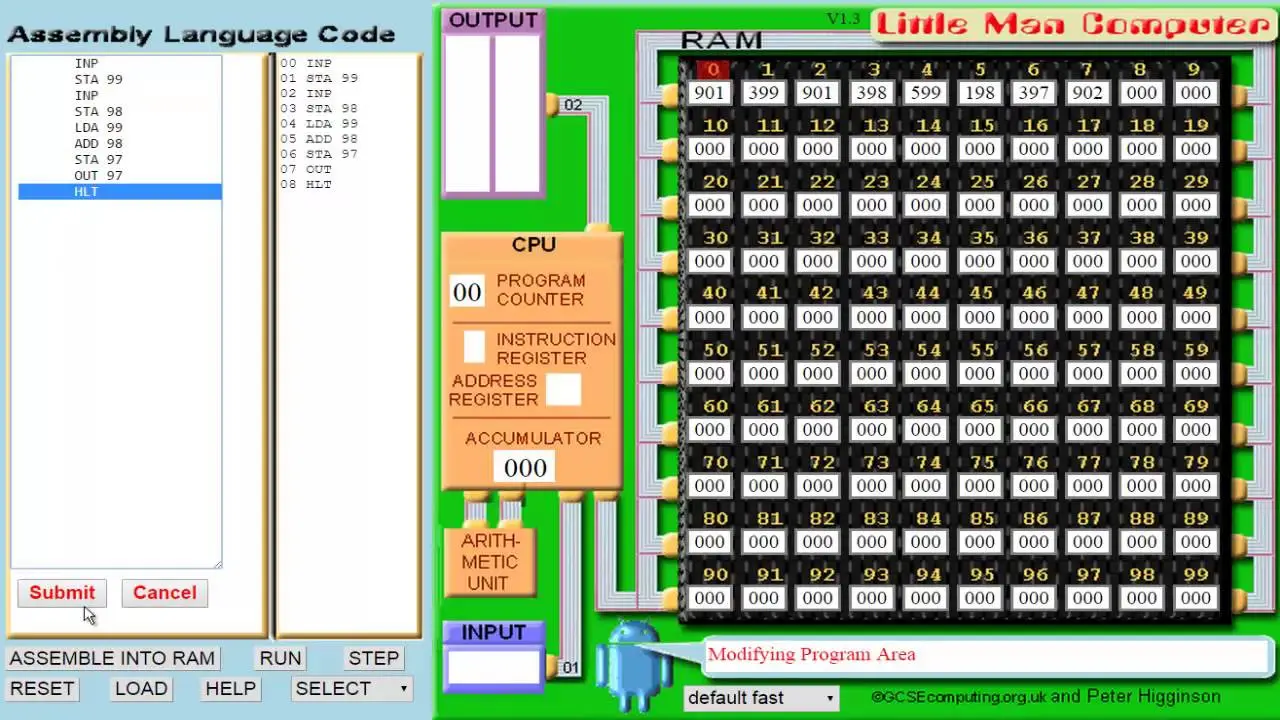 Assembly Language Code
INP
STA 99
INP
STA 98
LDA 99
ADD 98
STA 97
OUT 97
HLT
Submit
Cancel
00 INP
01 STA 99
02 INP
03 STA 98
04 LDA 99
05 ADD 98
06 STA 97
07 OUT
08 HLT
ASSEMBLE INTO RAM
RUN
STEP
RESET
LOAD
HELP
SELECT
OUTPUT
02
CPU
00
PROGRAM
COUNTER
INSTRUCTION
REGISTER
ADDRESS
REGISTER
ACCUMULATOR
000
ARITH-
METIC
UNIT
INPUT
01
V1.3
Little Man Computer
RAM
0 1 2 3 4 5 6 7 8 9
901 399 901 398 599 198 397 902 000 000
10 11 12 13 14 15 16 17 18 19
000 000 000 000 000 000 000 000 000 000
20 21 22 23 24 25 26 27 28 29
000 000 000 000 000 000 000 000 000 000
30 31 32 33 34 35 36 37 38 39
000 000 000 000 000 000 000 000 000 000
40 41 42 43 44 45 46 47 48 49
000 000 000 000 000 000 000 000 000 000
50 51 52 53 54 55 56 57 58 59
000 000 000 000 000 000 000 000 000 000
60 61 62 63 64 65 66 67 68 69
000 000 000 000 000 000 000 000 000 000
70 71 72 73 74 75 76 77 78 79
000 000 000 000 000 000 000 000 000 000
80 81 82 83 84 85 86 87 88 89
000 000 000 000 000 000 000 000 000 000
90 91 92 93 94 95 96 97 98 99
000 000 000 000 000 000 000 000 000 000
Modifying Program Area
default fast
©GCSEcomputing.org.uk and Peter Higginson